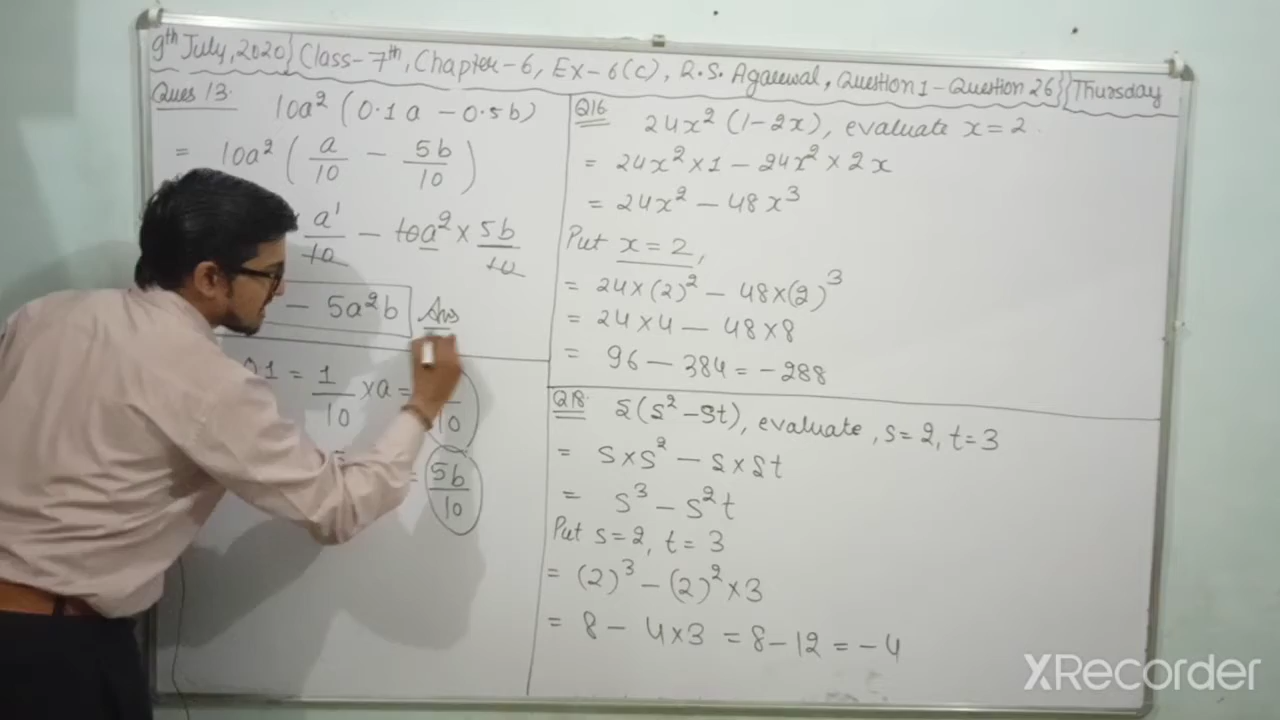 9th July, 2020} Class-7th, Chapter-6, Ex-6(c), R.S. Agarwal, Question 1 - Question 26} {Thursday
Ques 13.
10a² (0.1a - 0.5b)
= 10a² (a/10 - 5b/10)
a¹/10 - 10a² × 5b/10
- 5a²b Ans
0.1 = 1/10 × a = /10
= 5b/10
Q16
24x² (1-2x), evaluate x=2.
= 24x² × 1 - 24x² × 2x
= 24x² - 48x³
Put x = 2,
= 24×(2)² - 48×(2)³
= 24×4 - 48×8
= 96 - 384 = -288
Q18.
s(s² - st), evaluate, s=2, t=3
= s×s² - s×st
= s³ - s²t
Put s=2, t=3
= (2)³ - (2)² × 3
= 8 - 4×3 = 8-12 = -4
XRecorder